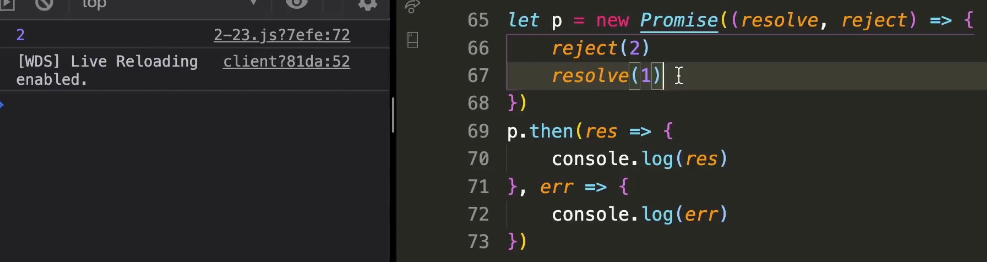 top
2 2-23.js?7efe:72
[WDS] Live Reloading client?81da:52
enabled.
65 let p = new Promise((resolve, reject) => {
66 reject(2)
67 resolve(1)
68 })
69 p.then(res => {
70 console.log(res)
71 }, err => {
72 console.log(err)
73 })